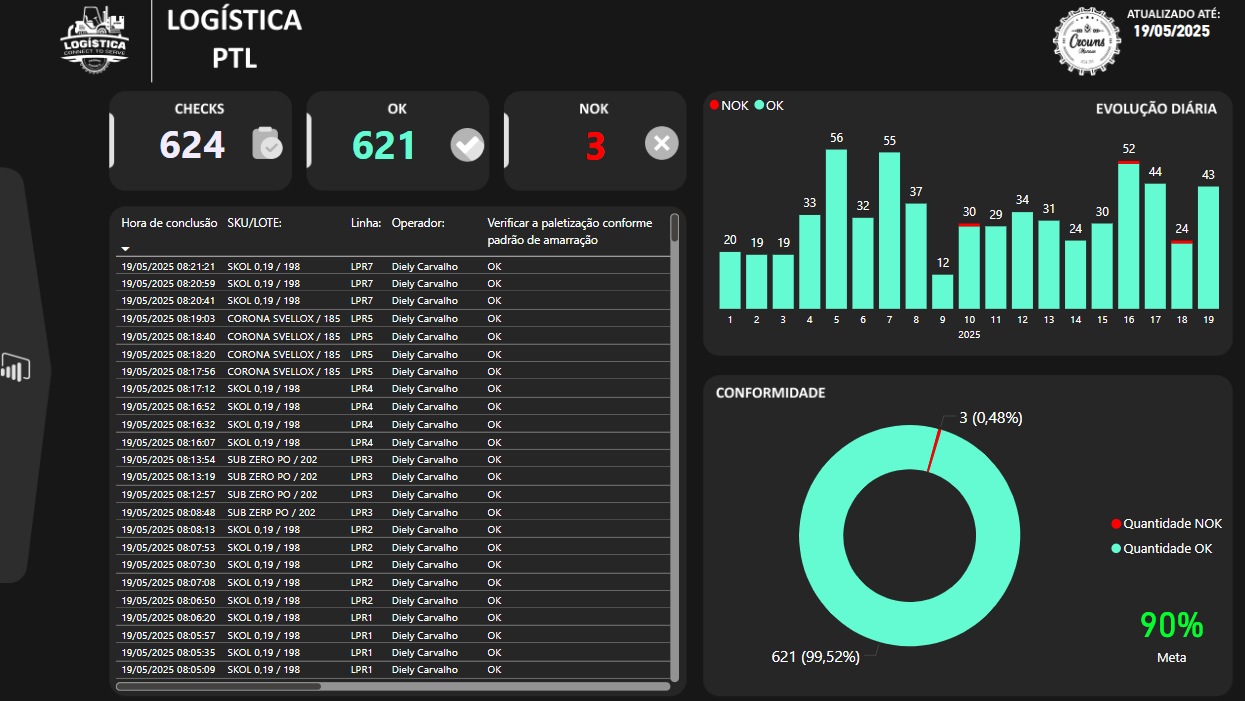 LOGÍSTICA
CONNECT TO SERVE
LOGÍSTICA
PTL
Crowns
Manaus
ATUALIZADO ATÉ:
19/05/2025
CHECKS
624
OK
621
NOK
3
Hora de conclusão SKU/LOTE: Linha: Operador: Verificar a paletização conforme
padrão de amarração
19/05/2025 08:21:21 SKOL 0,19 / 198 LPR7 Diely Carvalho OK
19/05/2025 08:20:59 SKOL 0,19 / 198 LPR7 Diely Carvalho OK
19/05/2025 08:20:41 SKOL 0,19 / 198 LPR7 Diely Carvalho OK
19/05/2025 08:19:03 CORONA SVELLOX / 185 LPR5 Diely Carvalho OK
19/05/2025 08:18:40 CORONA SVELLOX / 185 LPR5 Diely Carvalho OK
19/05/2025 08:18:20 CORONA SVELLOX / 185 LPR5 Diely Carvalho OK
19/05/2025 08:17:56 CORONA SVELLOX / 185 LPR5 Diely Carvalho OK
19/05/2025 08:17:12 SKOL 0,19 / 198 LPR4 Diely Carvalho OK
19/05/2025 08:16:52 SKOL 0,19 / 198 LPR4 Diely Carvalho OK
19/05/2025 08:16:32 SKOL 0,19 / 198 LPR4 Diely Carvalho OK
19/05/2025 08:16:07 SKOL 0,19 / 198 LPR4 Diely Carvalho OK
19/05/2025 08:13:54 SUB ZERO PO / 202 LPR3 Diely Carvalho OK
19/05/2025 08:13:19 SUB ZERO PO / 202 LPR3 Diely Carvalho OK
19/05/2025 08:12:57 SUB ZERO PO / 202 LPR3 Diely Carvalho OK
19/05/2025 08:08:48 SUB ZERP PO / 202 LPR3 Diely Carvalho OK
19/05/2025 08:08:13 SKOL 0,19 / 198 LPR2 Diely Carvalho OK
19/05/2025 08:07:53 SKOL 0,19 / 198 LPR2 Diely Carvalho OK
19/05/2025 08:07:30 SKOL 0,19 / 198 LPR2 Diely Carvalho OK
19/05/2025 08:07:08 SKOL 0,19 / 198 LPR2 Diely Carvalho OK
19/05/2025 08:06:50 SKOL 0,19 / 198 LPR2 Diely Carvalho OK
19/05/2025 08:06:20 SKOL 0,19 / 198 LPR1 Diely Carvalho OK
19/05/2025 08:05:57 SKOL 0,19 / 198 LPR1 Diely Carvalho OK
19/05/2025 08:05:35 SKOL 0,19 / 198 LPR1 Diely Carvalho OK
19/05/2025 08:05:09 SKOL 0,19 / 198 LPR1 Diely Carvalho OK
NOK OK EVOLUÇÃO DIÁRIA
20 19 19 33 56 32 55 37 12 30 29 34 31 24 30 52 44 24 43
1 2 3 4 5 6 7 8 9 10 11 12 13 14 15 16 17 18 19
2025
CONFORMIDADE
3 (0,48%)
Quantidade NOK
Quantidade OK
90%
Meta
621 (99,52%)